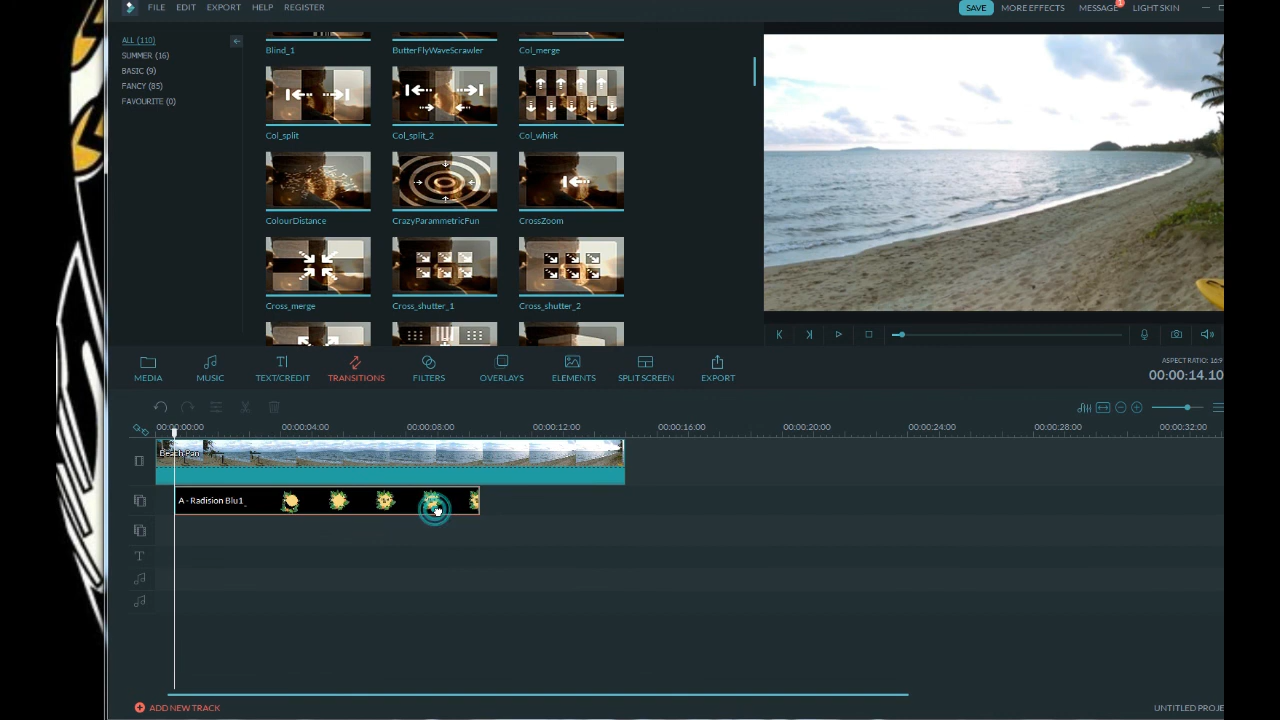 FILE EDIT EXPORT HELP REGISTER SAVE MORE EFFECTS MESSAGE LIGHT SKIN
ALL (110)
SUMMER (16)
BASIC (9)
FANCY (85)
FAVOURITE (0)
Blind_1 ButterFlyWaveScrawler Col_merge
Col_split Col_split_2 Col_whisk
ColourDistance CrazyParammetricFun CrossZoom
Cross_merge Cross_shutter_1 Cross_shutter_2
MEDIA MUSIC TEXT/CREDIT TRANSITIONS FILTERS OVERLAYS ELEMENTS SPLIT SCREEN EXPORT
ASPECT RATIO: 16:9
00:00:14.10
00:00:00:00 00:00:04:00 00:00:08:00 00:00:12:00 00:00:16:00 00:00:20:00 00:00:24:00 00:00:28:00 00:00:32:00
Beach Pan
A - Radision Blu1_
T
ADD NEW TRACK UNTITLED PROJE